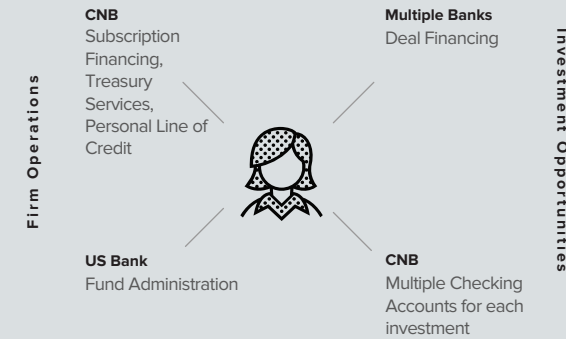 Firm Operations
CNB
Subscription
Financing,
Treasury
Services,
Personal Line of
Credit
Multiple Banks
Deal Financing
US Bank
Fund Administration
CNB
Multiple Checking
Accounts for each
investment
Investment Opportunities